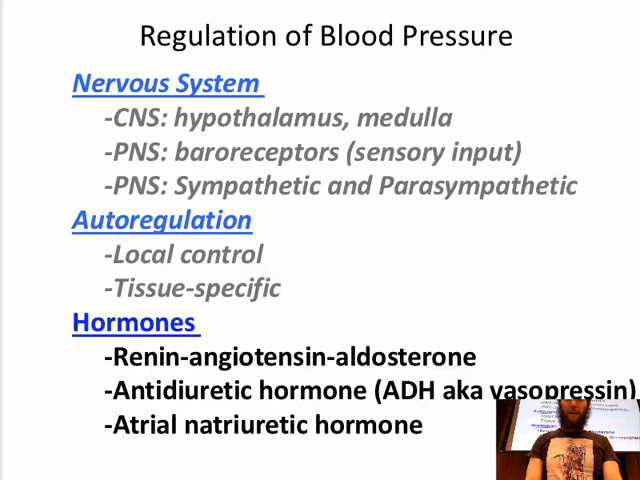 Regulation of Blood Pressure
Nervous System
-CNS: hypothalamus, medulla
-PNS: baroreceptors (sensory input)
-PNS: Sympathetic and Parasympathetic
Autoregulation
-Local control
-Tissue-specific
Hormones
-Renin-angiotensin-aldosterone
-Antidiuretic hormone (ADH aka vasopressin)
-Atrial natriuretic hormone